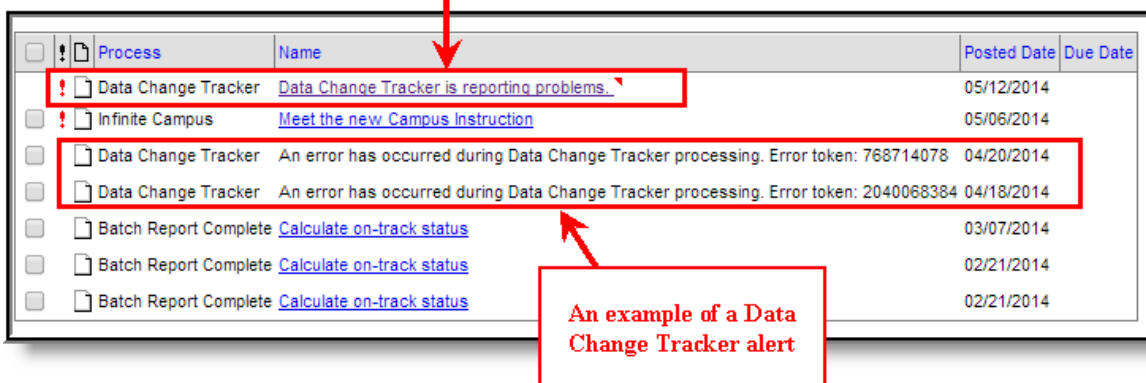 ! Process Name Posted Date Due Date
! Data Change Tracker Data Change Tracker is reporting problems. 05/12/2014
! Infinite Campus Meet the new Campus Instruction 05/06/2014
Data Change Tracker An error has occurred during Data Change Tracker processing. Error token: 768714078 04/20/2014
Data Change Tracker An error has occurred during Data Change Tracker processing. Error token: 2040068384 04/18/2014
Batch Report Complete Calculate on-track status 03/07/2014
Batch Report Complete Calculate on-track status 02/21/2014
Batch Report Complete Calculate on-track status 02/21/2014
An example of a Data
Change Tracker alert